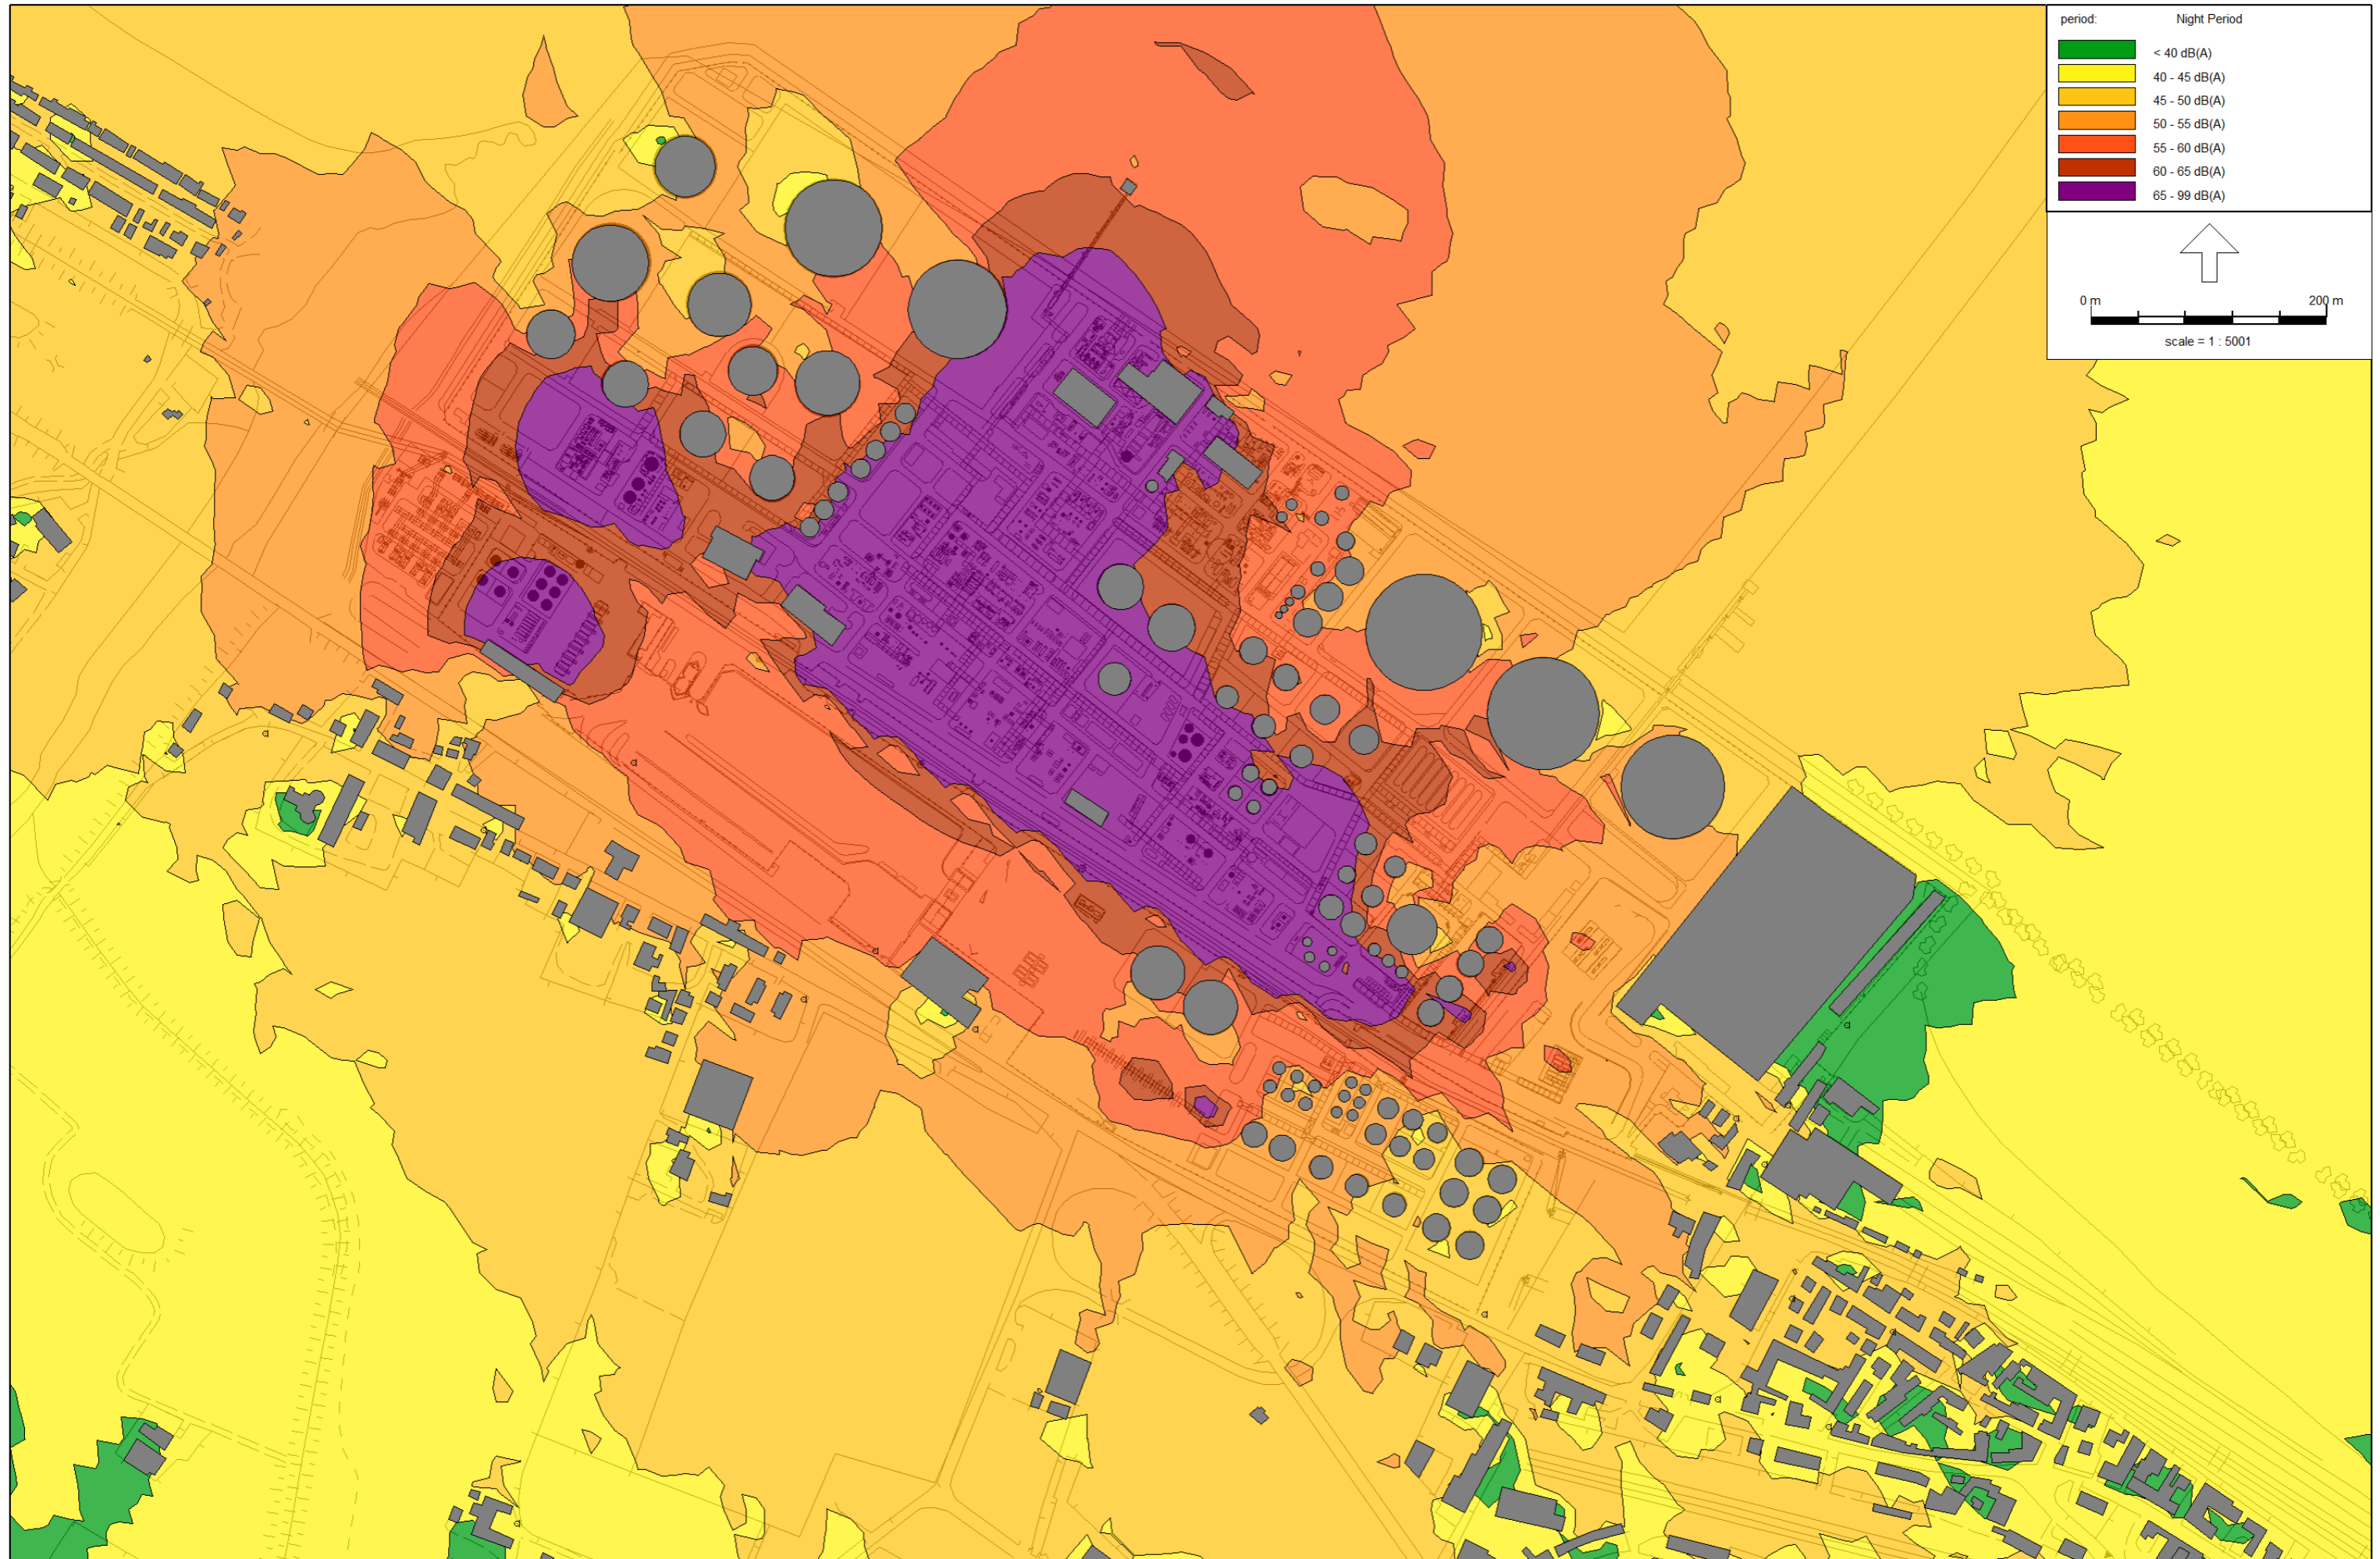 period: Night Period
< 40 dB(A)
40 - 45 dB(A)
45 - 50 dB(A)
50 - 55 dB(A)
55 - 60 dB(A)
60 - 65 dB(A)
65 - 99 dB(A)
0 m 200 m
scale = 1 : 5001